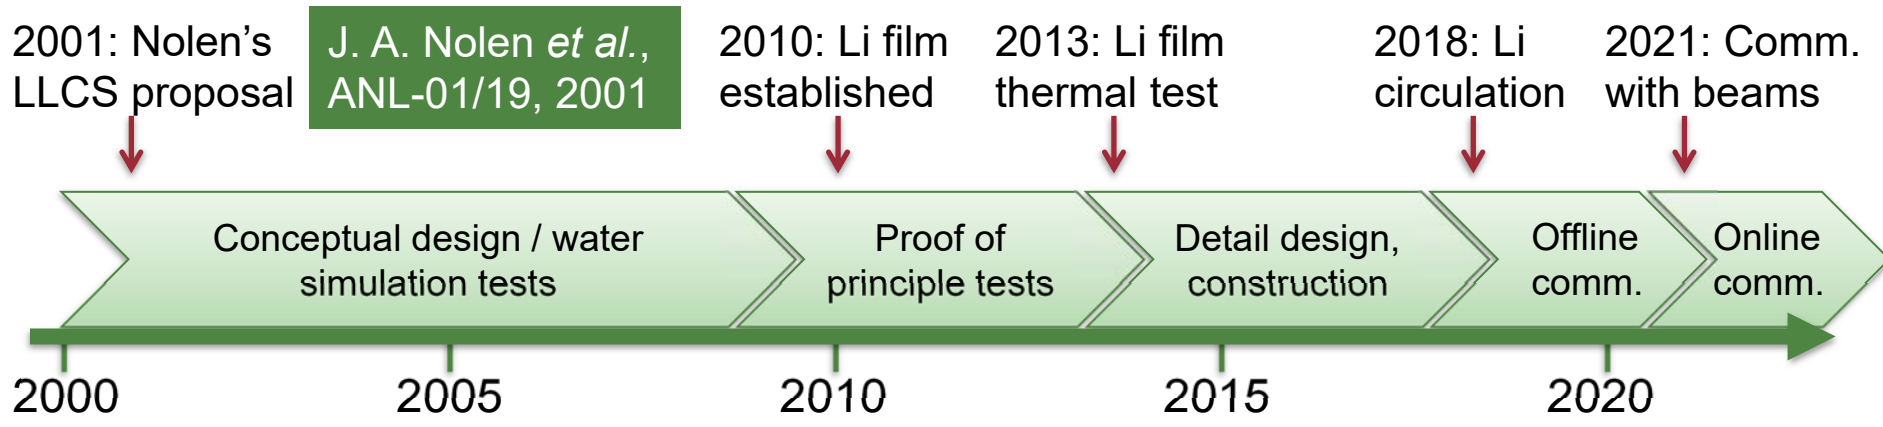 2001: Nolen's
LLCS proposal
J. A. Nolen et al.,
ANL-01/19, 2001
2010: Li film
established
2013: Li film
thermal test
2018: Li
circulation
2021: Comm.
with beams
Conceptual design / water
simulation tests
Proof of
principle tests
Detail design,
construction
Offline
comm.
Online
comm.
2000
2005
2010
2015
2020